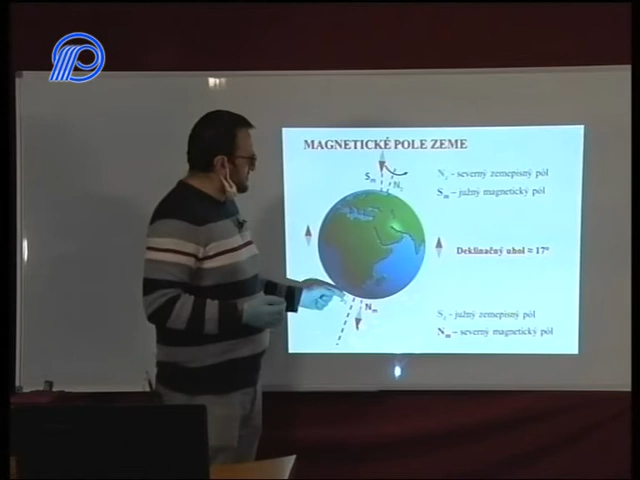 MAGNETICKÉ POLE ZEME
Sm
Nz
Nz - severný zemepisný pól
Sm - južný magnetický pól
Deklinačný uhol ≈ 17°
Nm
Sz - južný zemepisný pól
Nm - severný magnetický pól